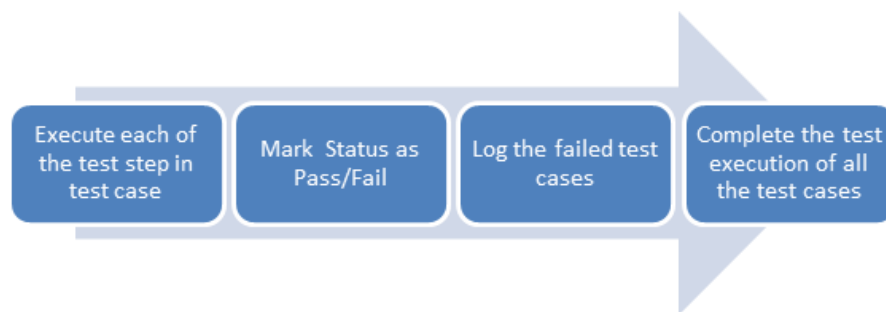 Execute each of
the test step in
test case
Mark Status as
Pass/Fail
Log the failed test
cases
Complete the test
execution of all
the test cases